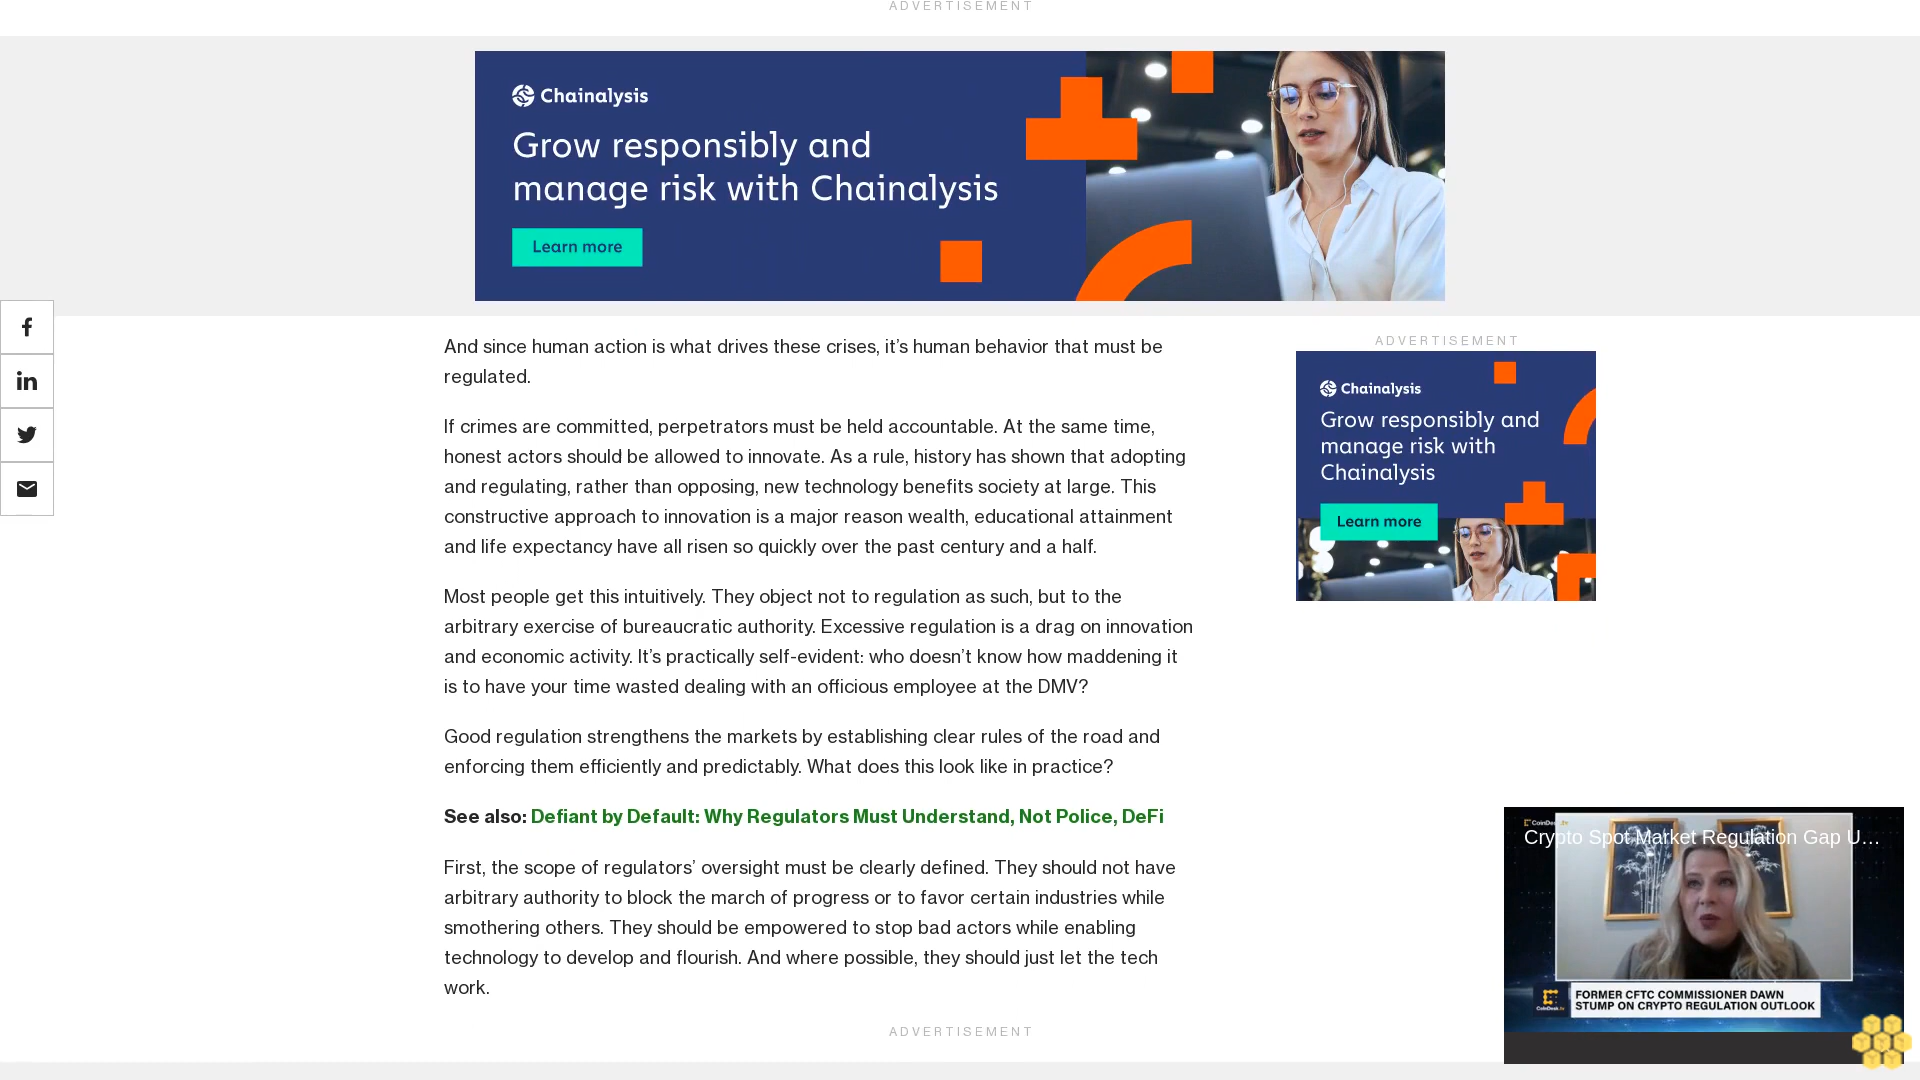 ADVERTISEMENT
Chainalysis
Grow responsibly and
manage risk with Chainalysis
Learn more
And since human action is what drives these crises, it’s human behavior that must be
regulated.
If crimes are committed, perpetrators must be held accountable. At the same time,
honest actors should be allowed to innovate. As a rule, history has shown that adopting
and regulating, rather than opposing, new technology benefits society at large. This
constructive approach to innovation is a major reason wealth, educational attainment
and life expectancy have all risen so quickly over the past century and a half.
Most people get this intuitively. They object not to regulation as such, but to the
arbitrary exercise of bureaucratic authority. Excessive regulation is a drag on innovation
and economic activity. It’s practically self-evident: who doesn’t know how maddening it
is to have your time wasted dealing with an officious employee at the DMV?
Good regulation strengthens the markets by establishing clear rules of the road and
enforcing them efficiently and predictably. What does this look like in practice?
See also: Defiant by Default: Why Regulators Must Understand, Not Police, DeFi
First, the scope of regulators’ oversight must be clearly defined. They should not have
arbitrary authority to block the march of progress or to favor certain industries while
smothering others. They should be empowered to stop bad actors while enabling
technology to develop and flourish. And where possible, they should just let the tech
work.
ADVERTISEMENT
ADVERTISEMENT
Chainalysis
Grow responsibly and
manage risk with
Chainalysis
Learn more
CoinDesk.tv
Crypto Spot Market Regulation Gap U…
CoinDesk.tv
FORMER CFTC COMMISSIONER DAWN
STUMP ON CRYPTO REGULATION OUTLOOK